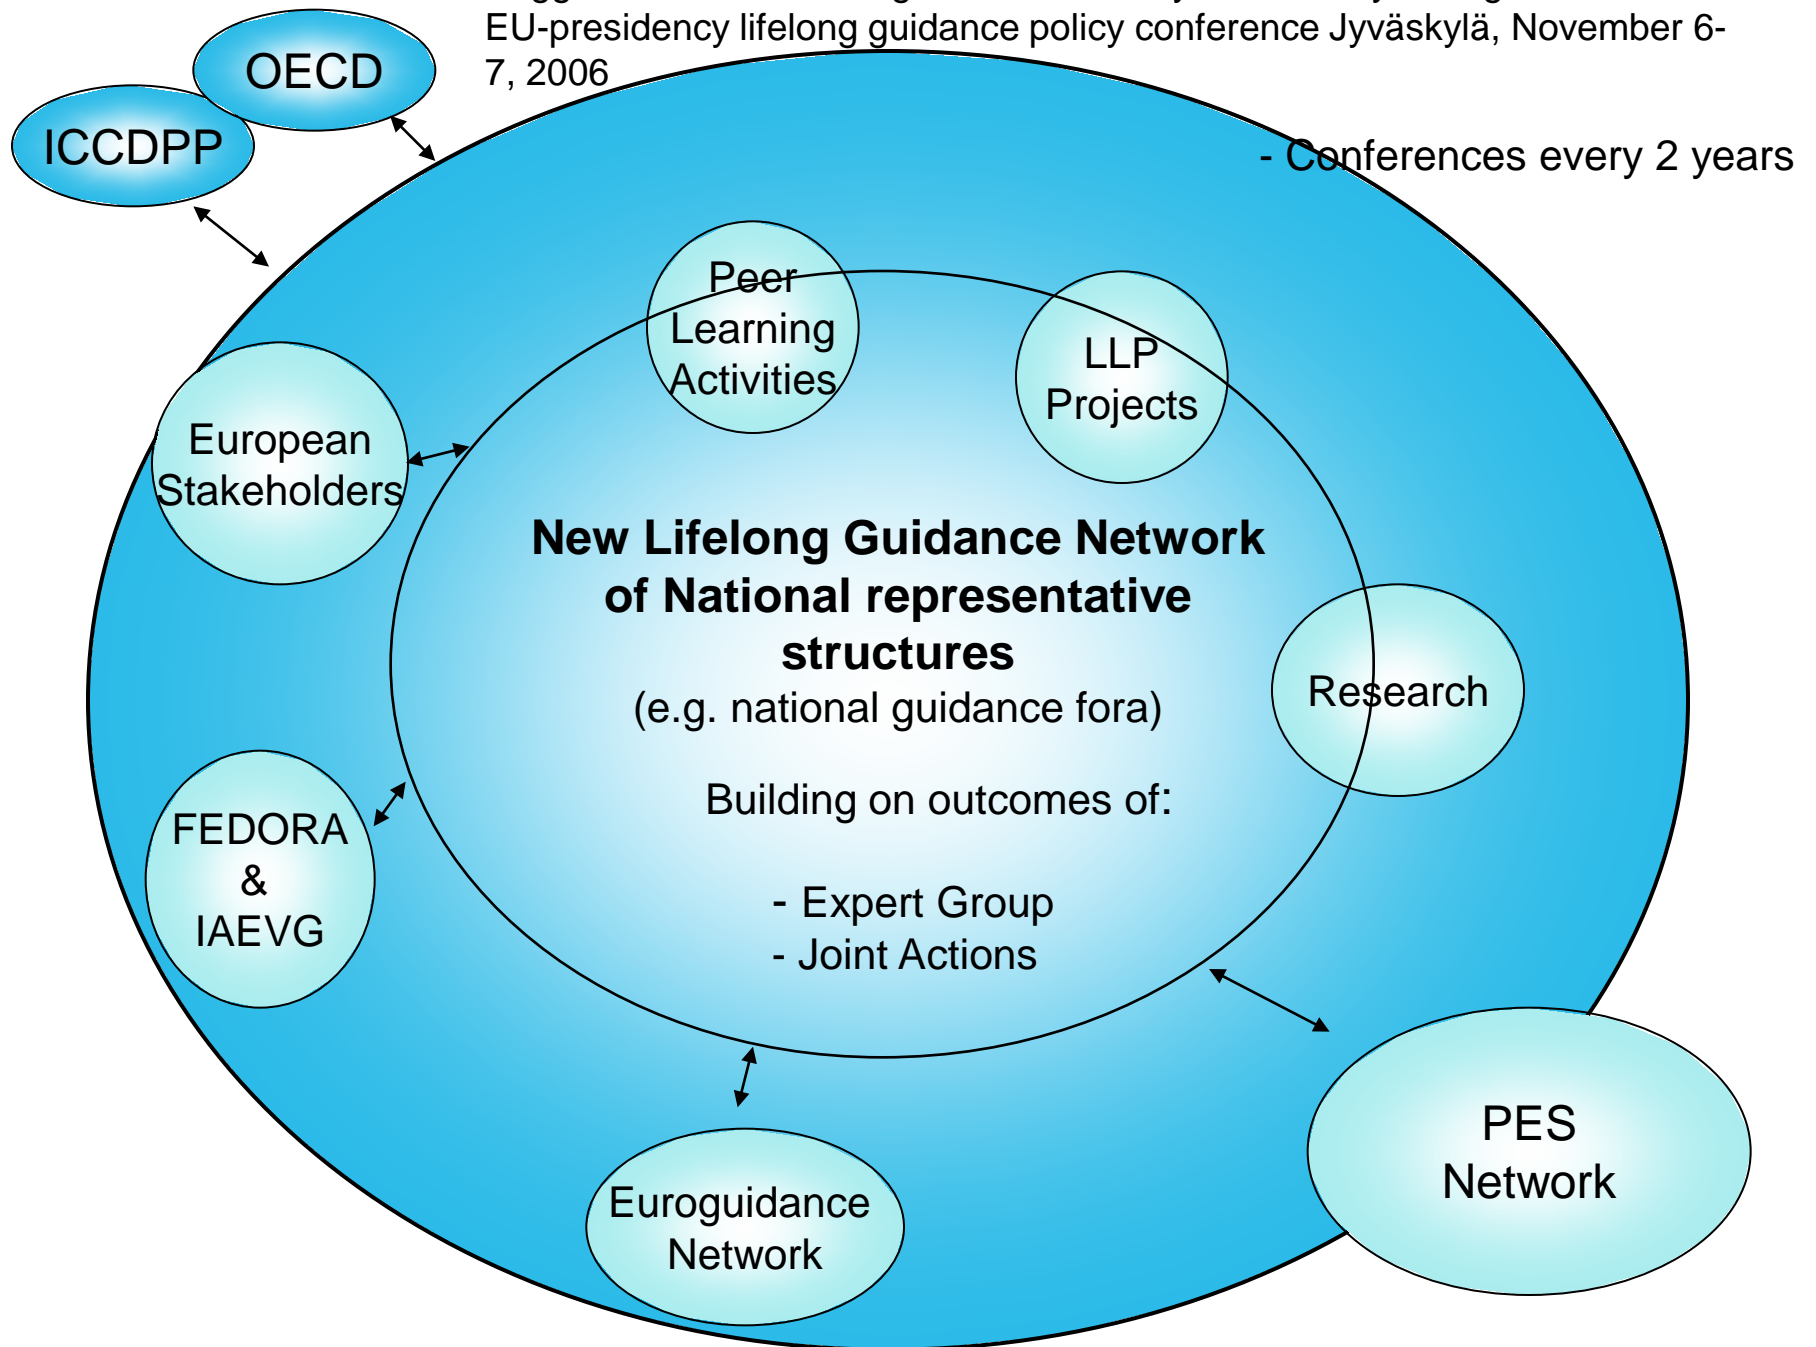 EU-presidency lifelong guidance policy conference Jyväskylä, November 6-
7, 2006
OECD
ICCDPP
- Conferences every 2 years
Peer
Learning
Activities
LLP
Projects
European
Stakeholders
New Lifelong Guidance Network
of National representative
structures
(e.g. national guidance fora)
Research
Building on outcomes of:
FEDORA
&
IAEVG
- Expert Group
- Joint Actions
PES
Network
Euroguidance
Network